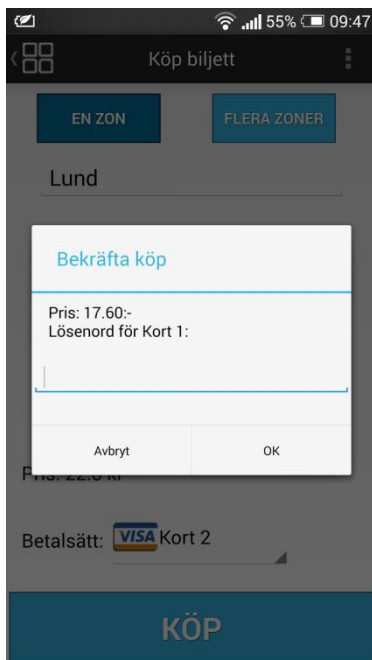 55% 09:47
Köp biljett
EN ZON FLERA ZONER
Lund
Bekräfta köp
Pris: 17.60:-
Lösenord för Kort 1:
Avbryt OK
Pris: 22.0 kr
Betalsätt: VISA Kort 2
KÖP